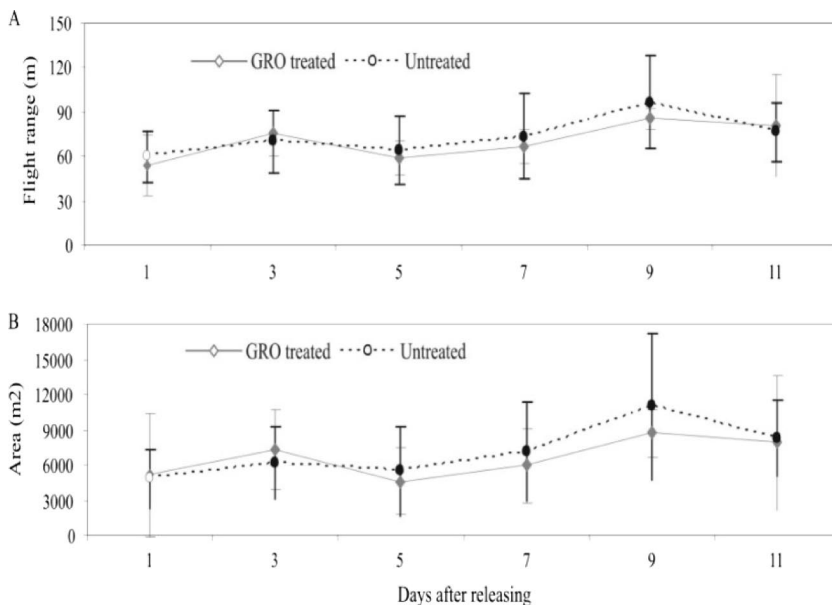 A
150
120
90
60
30
0
Flight range (m)
GRO treated Untreated
1 3 5 7 9 11
B
18000
15000
12000
9000
6000
3000
0
Area (m2)
GRO treated Untreated
1 3 5 7 9 11
Days after releasing